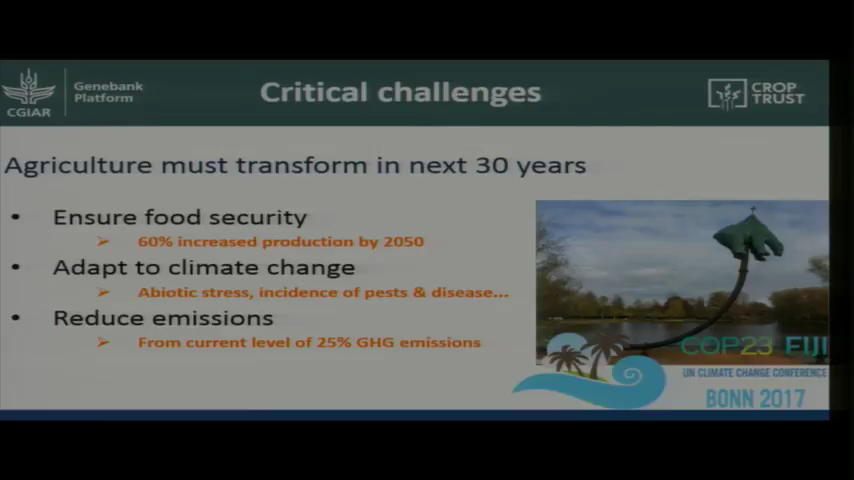 CGIAR
Genebank
Platform
Critical challenges
CROP
TRUST
Agriculture must transform in next 30 years
• Ensure food security
➢ 60% increased production by 2050
• Adapt to climate change
➢ Abiotic stress, incidence of pests & disease...
• Reduce emissions
➢ From current level of 25% GHG emissions
COP23 FIJI
UN CLIMATE CHANGE CONFERENCE
BONN 2017